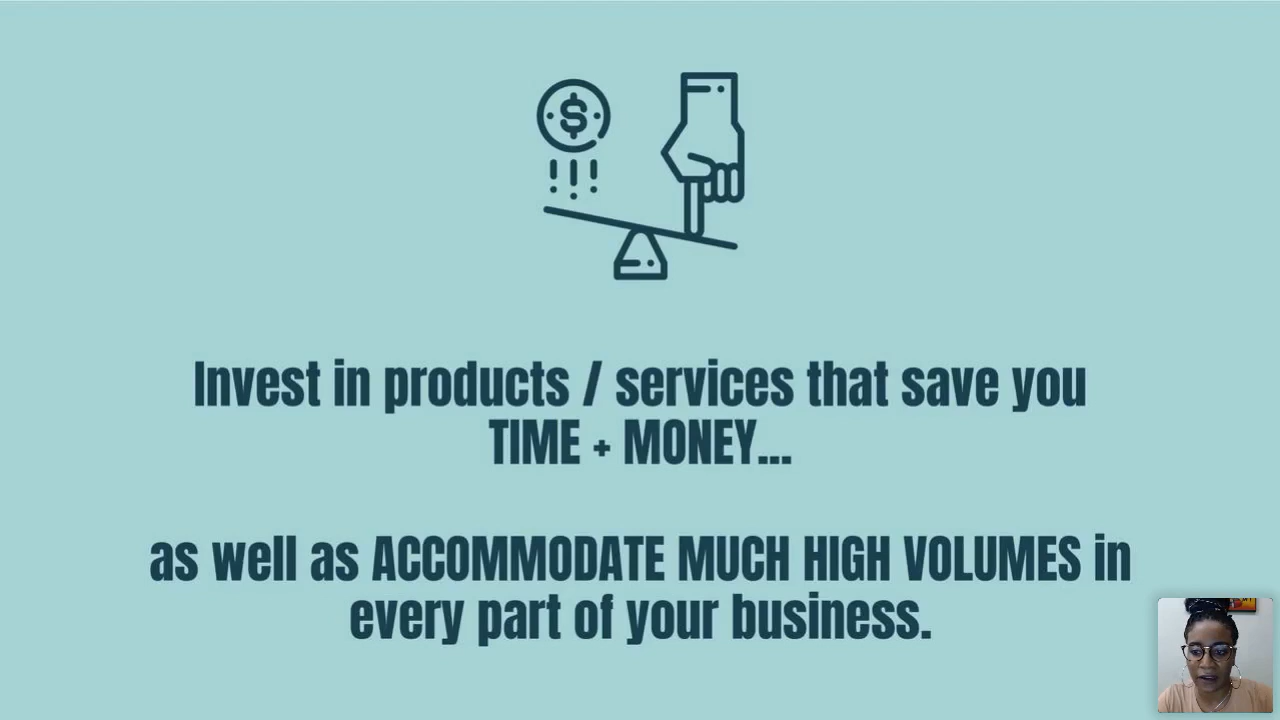 Invest in products / services that save you
TIME + MONEY...
as well as ACCOMMODATE MUCH HIGH VOLUMES in
every part of your business.